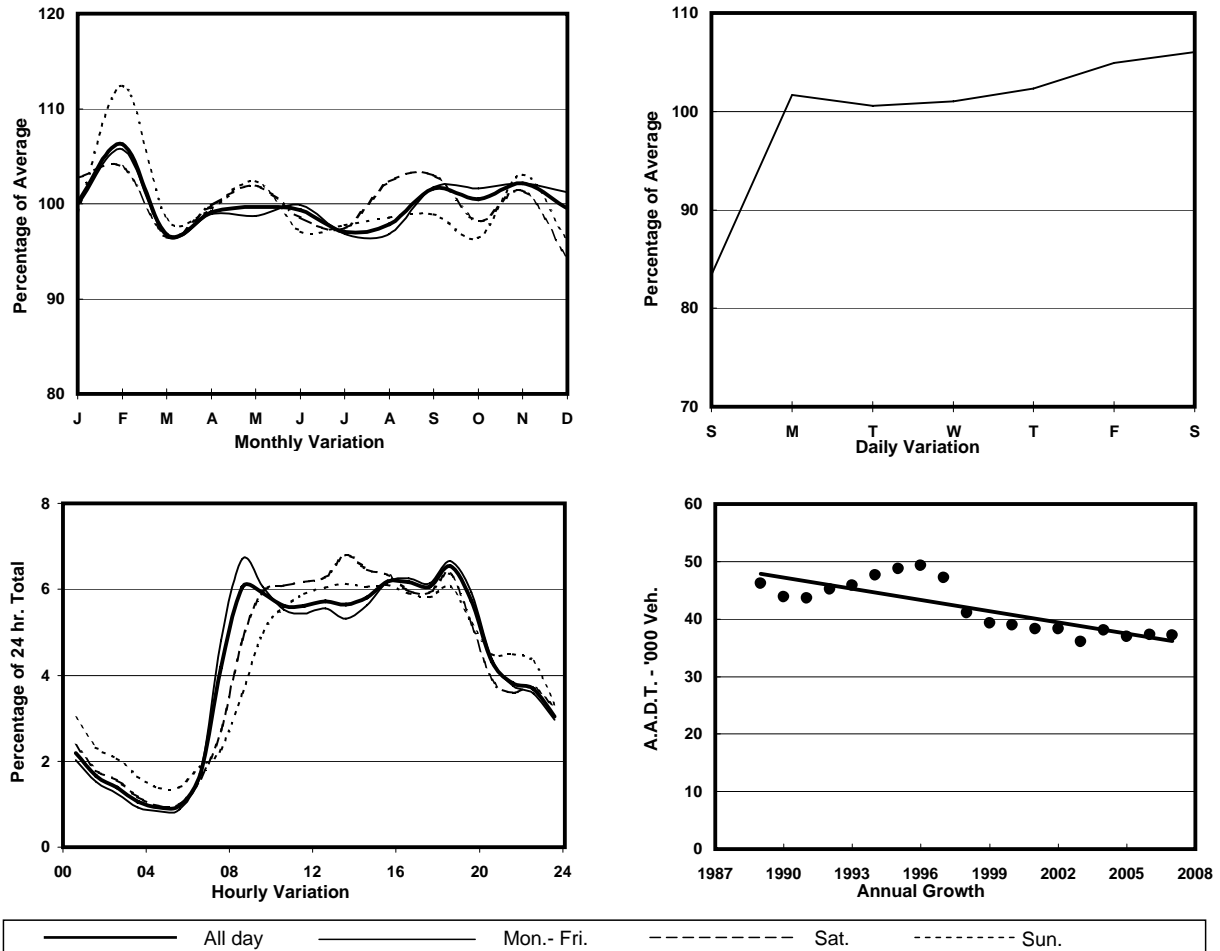 120
110
100
90
80
Percentage of Average
J F M A M J J A S O N D
Monthly Variation
110
100
90
80
70
Percentage of Average
S M T W T F S
Daily Variation
8
6
4
2
0
Percentage of 24 hr. Total
00 04 08 12 16 20 24
Hourly Variation
60
50
40
30
20
10
0
A.A.D.T. - '000 Veh.
1987 1990 1993 1996 1999 2002 2005 2008
Annual Growth
All day Mon.- Fri. Sat. Sun.